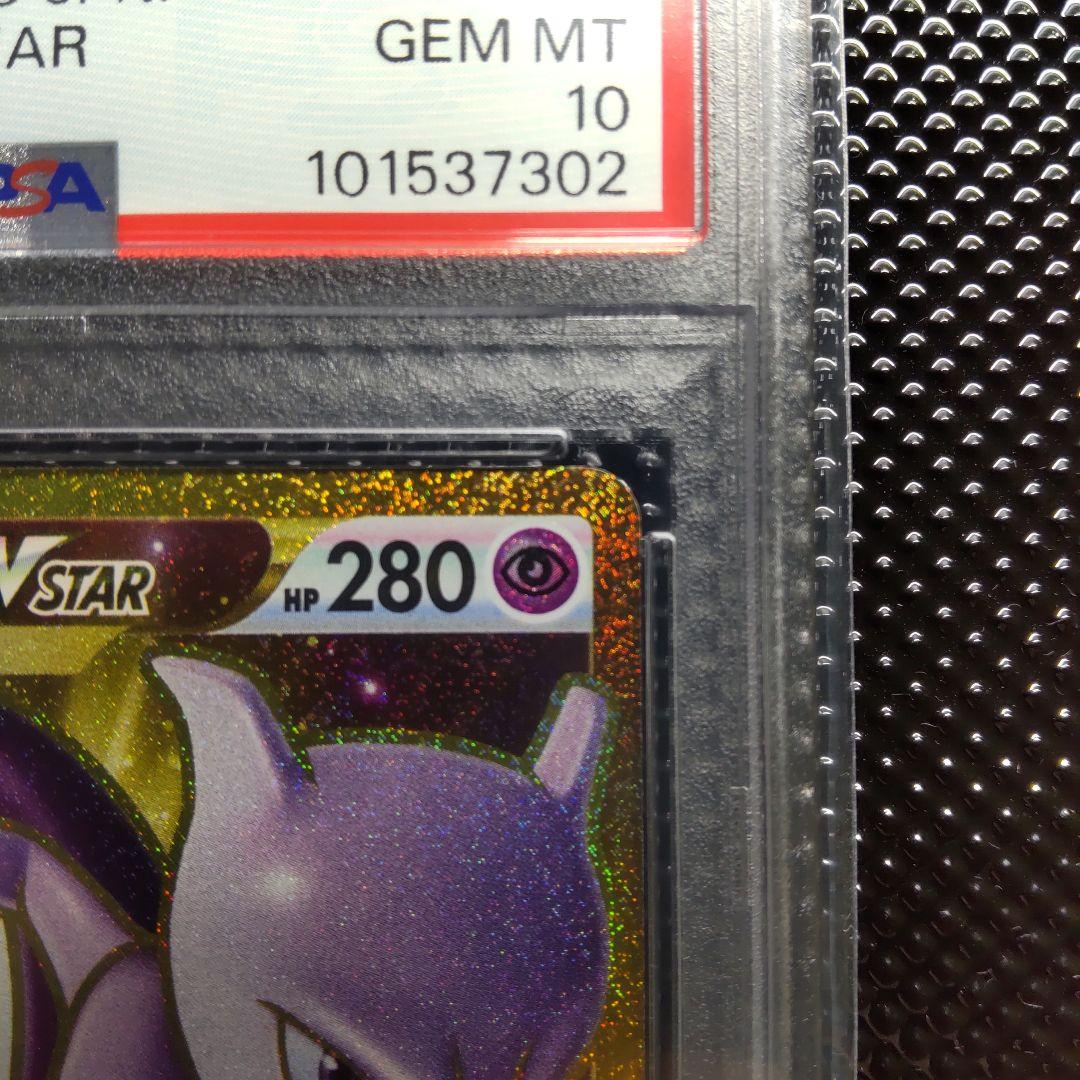 AR
GEM MT
10
101537302
PSA
VSTAR
HP 280